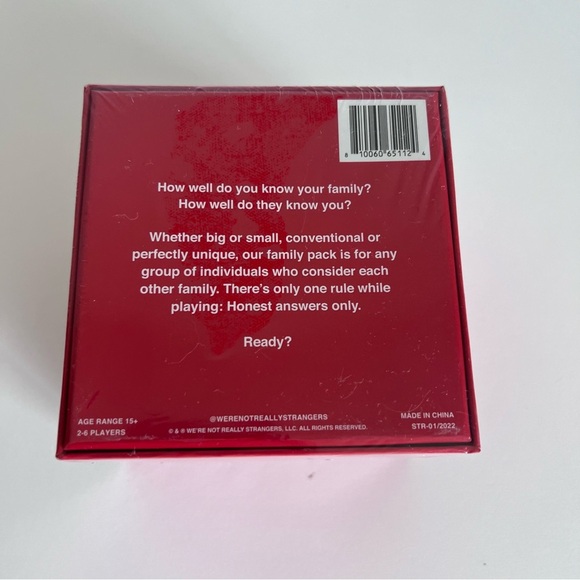 8 10060 65112 4
How well do you know your family?
How well do they know you?
Whether big or small, conventional or
perfectly unique, our family pack is for any
group of individuals who consider each
other family. There's only one rule while
playing: Honest answers only.
Ready?
AGE RANGE 15+
2-6 PLAYERS
@WERENOTREALLYSTRANGERS
© & ® WE'RE NOT REALLY STRANGERS, LLC. ALL RIGHTS RESERVED.
MADE IN CHINA
STR-01/2022